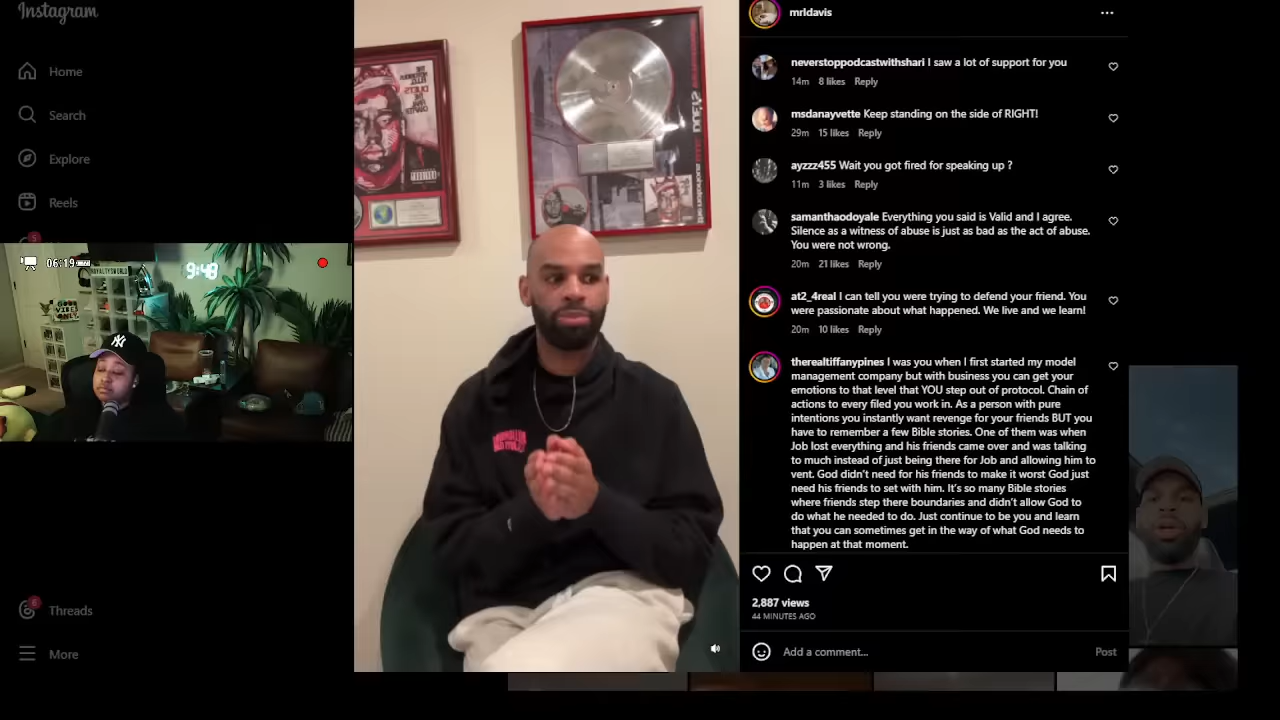 Instagram
Home
Search
Explore
Reels
5
06:19
ROYALTYSWORLD
9:48
GOOD
VIBES
ONLY
NY
6
Threads
More
mrldavis
neverstoppodcastwithshari I saw a lot of support for you
14m 8 likes Reply
msdanayvette Keep standing on the side of RIGHT!
29m 15 likes Reply
ayzzz455 Wait you got fired for speaking up ?
11m 3 likes Reply
samanthaodoyale Everything you said is Valid and I agree.
Silence as a witness of abuse is just as bad as the act of abuse.
You were not wrong.
20m 21 likes Reply
at2_4real I can tell you were trying to defend your friend. You
were passionate about what happened. We live and we learn!
20m 10 likes Reply
therealtiffanypines I was you when I first started my model
management company but with business you can get your
emotions to that level that YOU step out of protocol. Chain of
actions to every filed you work in. As a person with pure
intentions you instantly want revenge for your friends BUT you
have to remember a few Bible stories. One of them was when
Job lost everything and his friends came over and was talking
to much instead of just being there for Job and allowing him to
vent. God didn't need for his friends to make it worst God just
need his friends to set with him. It's so many Bible stories
where friends step there boundaries and didn't allow God to
do what he needed to do. Just continue to be you and learn
that you can sometimes get in the way of what God needs to
happen at that moment.
2,887 views
44 MINUTES AGO
Add a comment...
Post